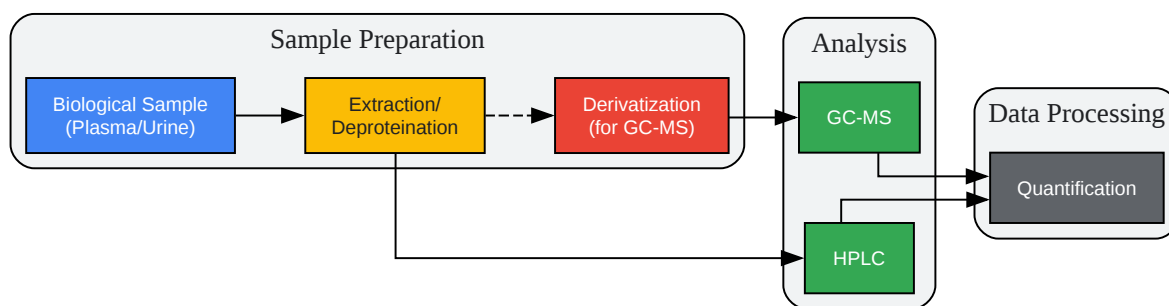 Sample Preparation
Biological Sample
(Plasma/Urine)
Extraction/
Deproteination
Derivatization
(for GC-MS)
Analysis
GC-MS
HPLC
Data Processing
Quantification